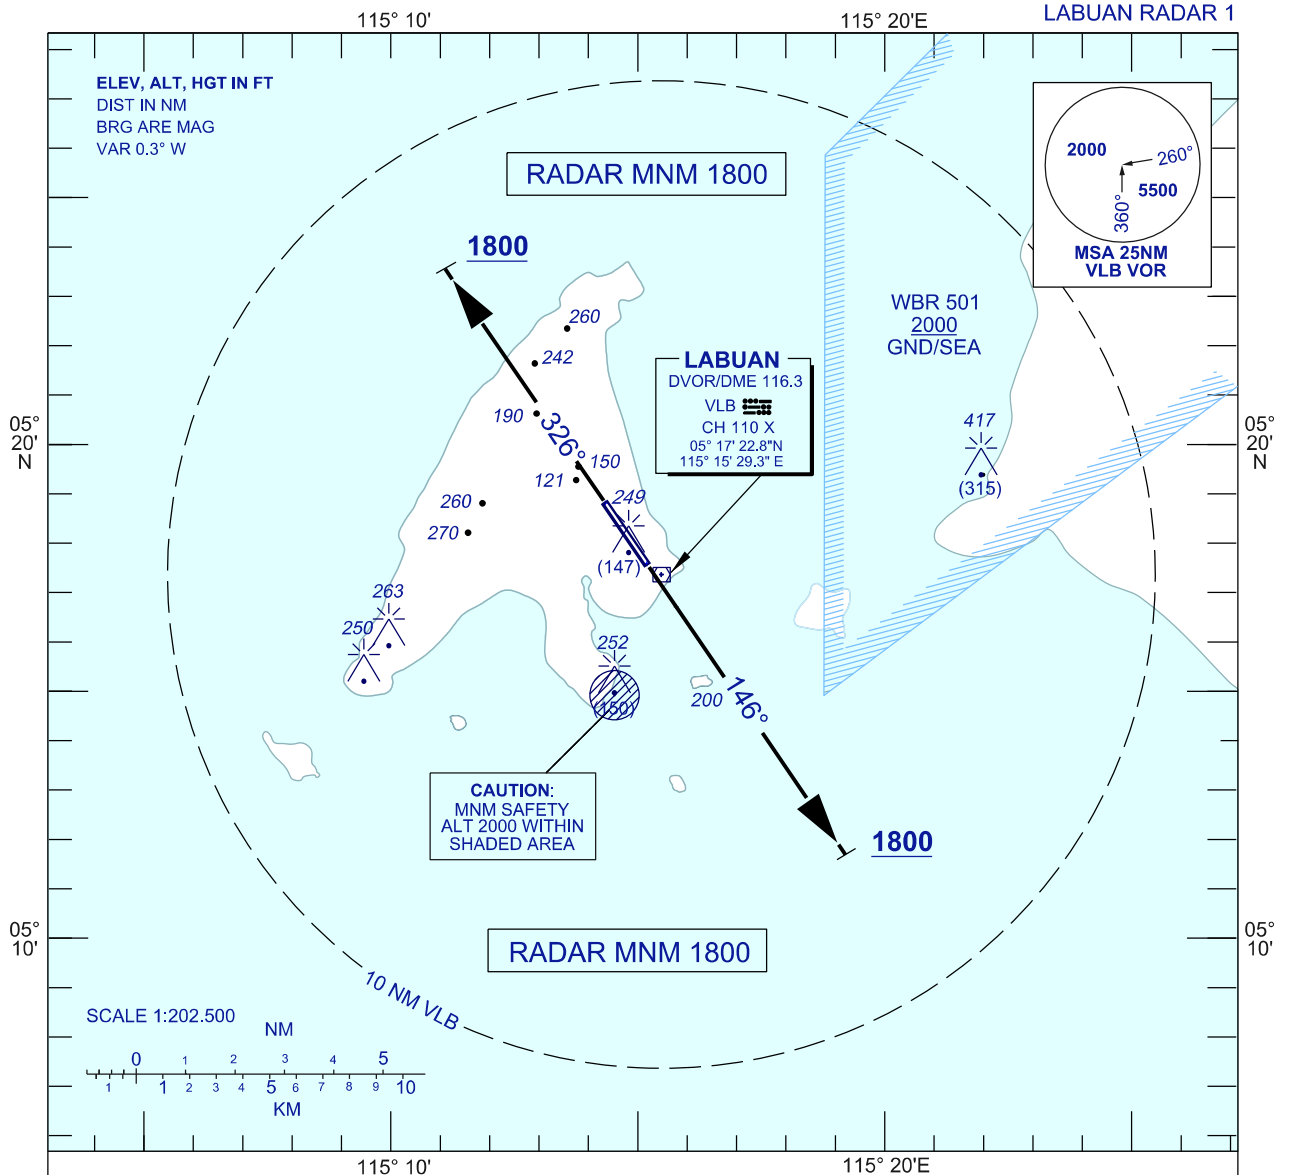 LABUAN RADAR 1
115° 10'
115° 20'E
ELEV, ALT, HGT IN FT
DIST IN NM
BRG ARE MAG
VAR 0.3° W
RADAR MNM 1800
2000
260°
5500
360°
MSA 25NM
VLB VOR
1800
WBR 501
2000
GND/SEA
260
242
190
326°
150
121
249
(147)
260
270
LABUAN
DVOR/DME 116.3
VLB
CH 110 X
05° 17' 22.8"N
115° 15' 29.3" E
417
(315)
05°
20'
N
05°
20'
N
263
250
252
(150)
200
146°
CAUTION:
MNM SAFETY
ALT 2000 WITHIN
SHADED AREA
1800
RADAR MNM 1800
05°
10'
05°
10'
10 NM VLB
SCALE 1:202.500
NM
0 1 2 3 4 5
1 1 2 3 4 5 6 7 8 9 10
KM
115° 10'
115° 20'E